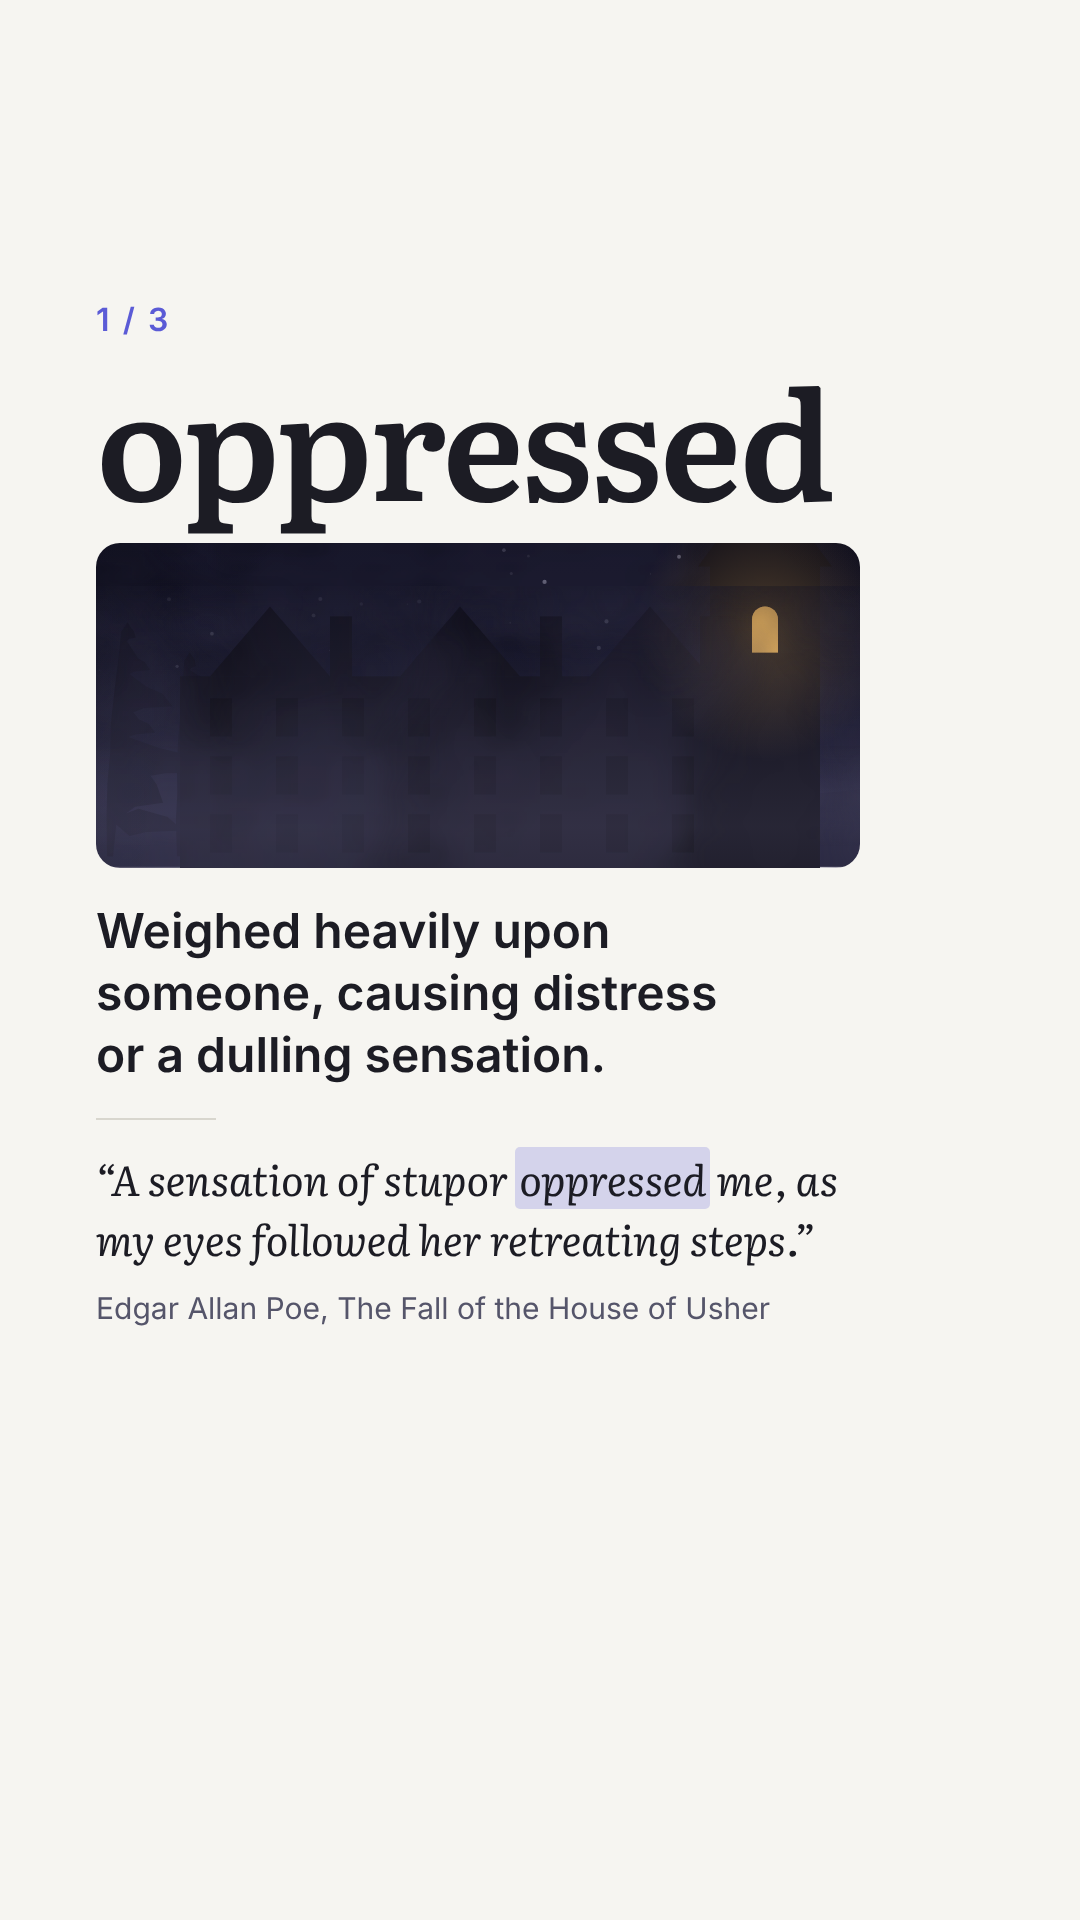 1 / 3
oppressed
Weighed heavily upon
someone, causing distress
or a dulling sensation.
“A sensation of stupor oppressed me, as
my eyes followed her retreating steps.”
Edgar Allan Poe, The Fall of the House of Usher